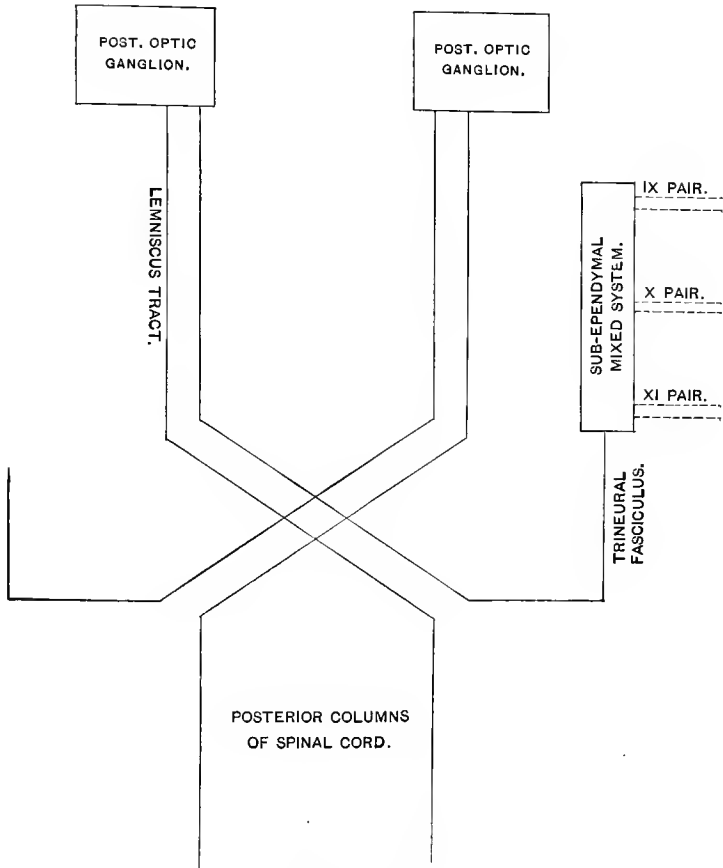 POST. OPTIC
GANGLION.
POST. OPTIC
GANGLION.
LEMNISCUS TRACT.
IX PAIR.
SUB-EPENDYMAL
MIXED SYSTEM.
X PAIR.
XI PAIR.
TRINEURAL
FASCICULUS.
POSTERIOR COLUMNS
OF SPINAL CORD.